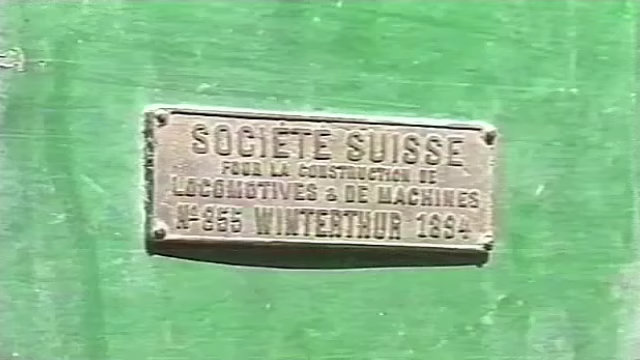 SOCIÉTÉ SUISSE
POUR LA CONSTRUCTION DE
LOCOMOTIVES & DE MACHINES
Nº 855 WINTERTHUR 1894